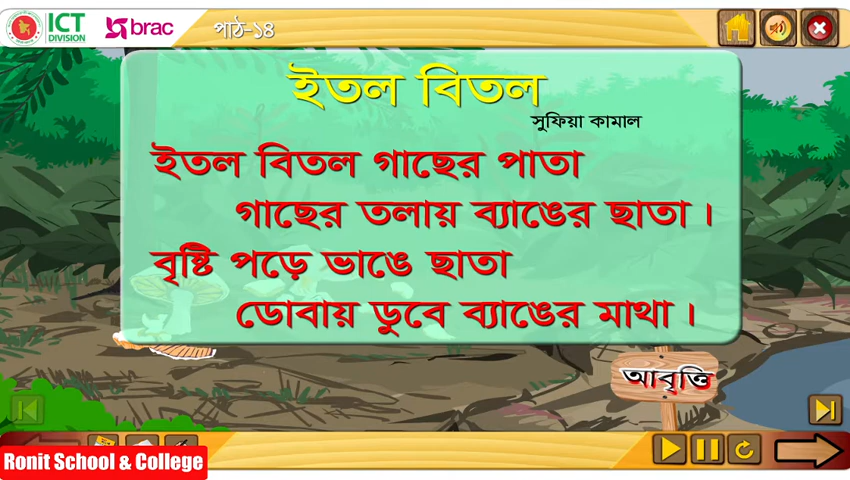 ICT
DIVISION
brac
পাঠ-১৪
ইতল বিতল
সুফিয়া কামাল
ইতল বিতল গাছের পাতা
গাছের তলায় ব্যাঙের ছাতা।
বৃষ্টি পড়ে ভাঙে ছাতা
ডোবায় ডুবে ব্যাঙের মাথা।
আবৃত্তি
Ronit School & College